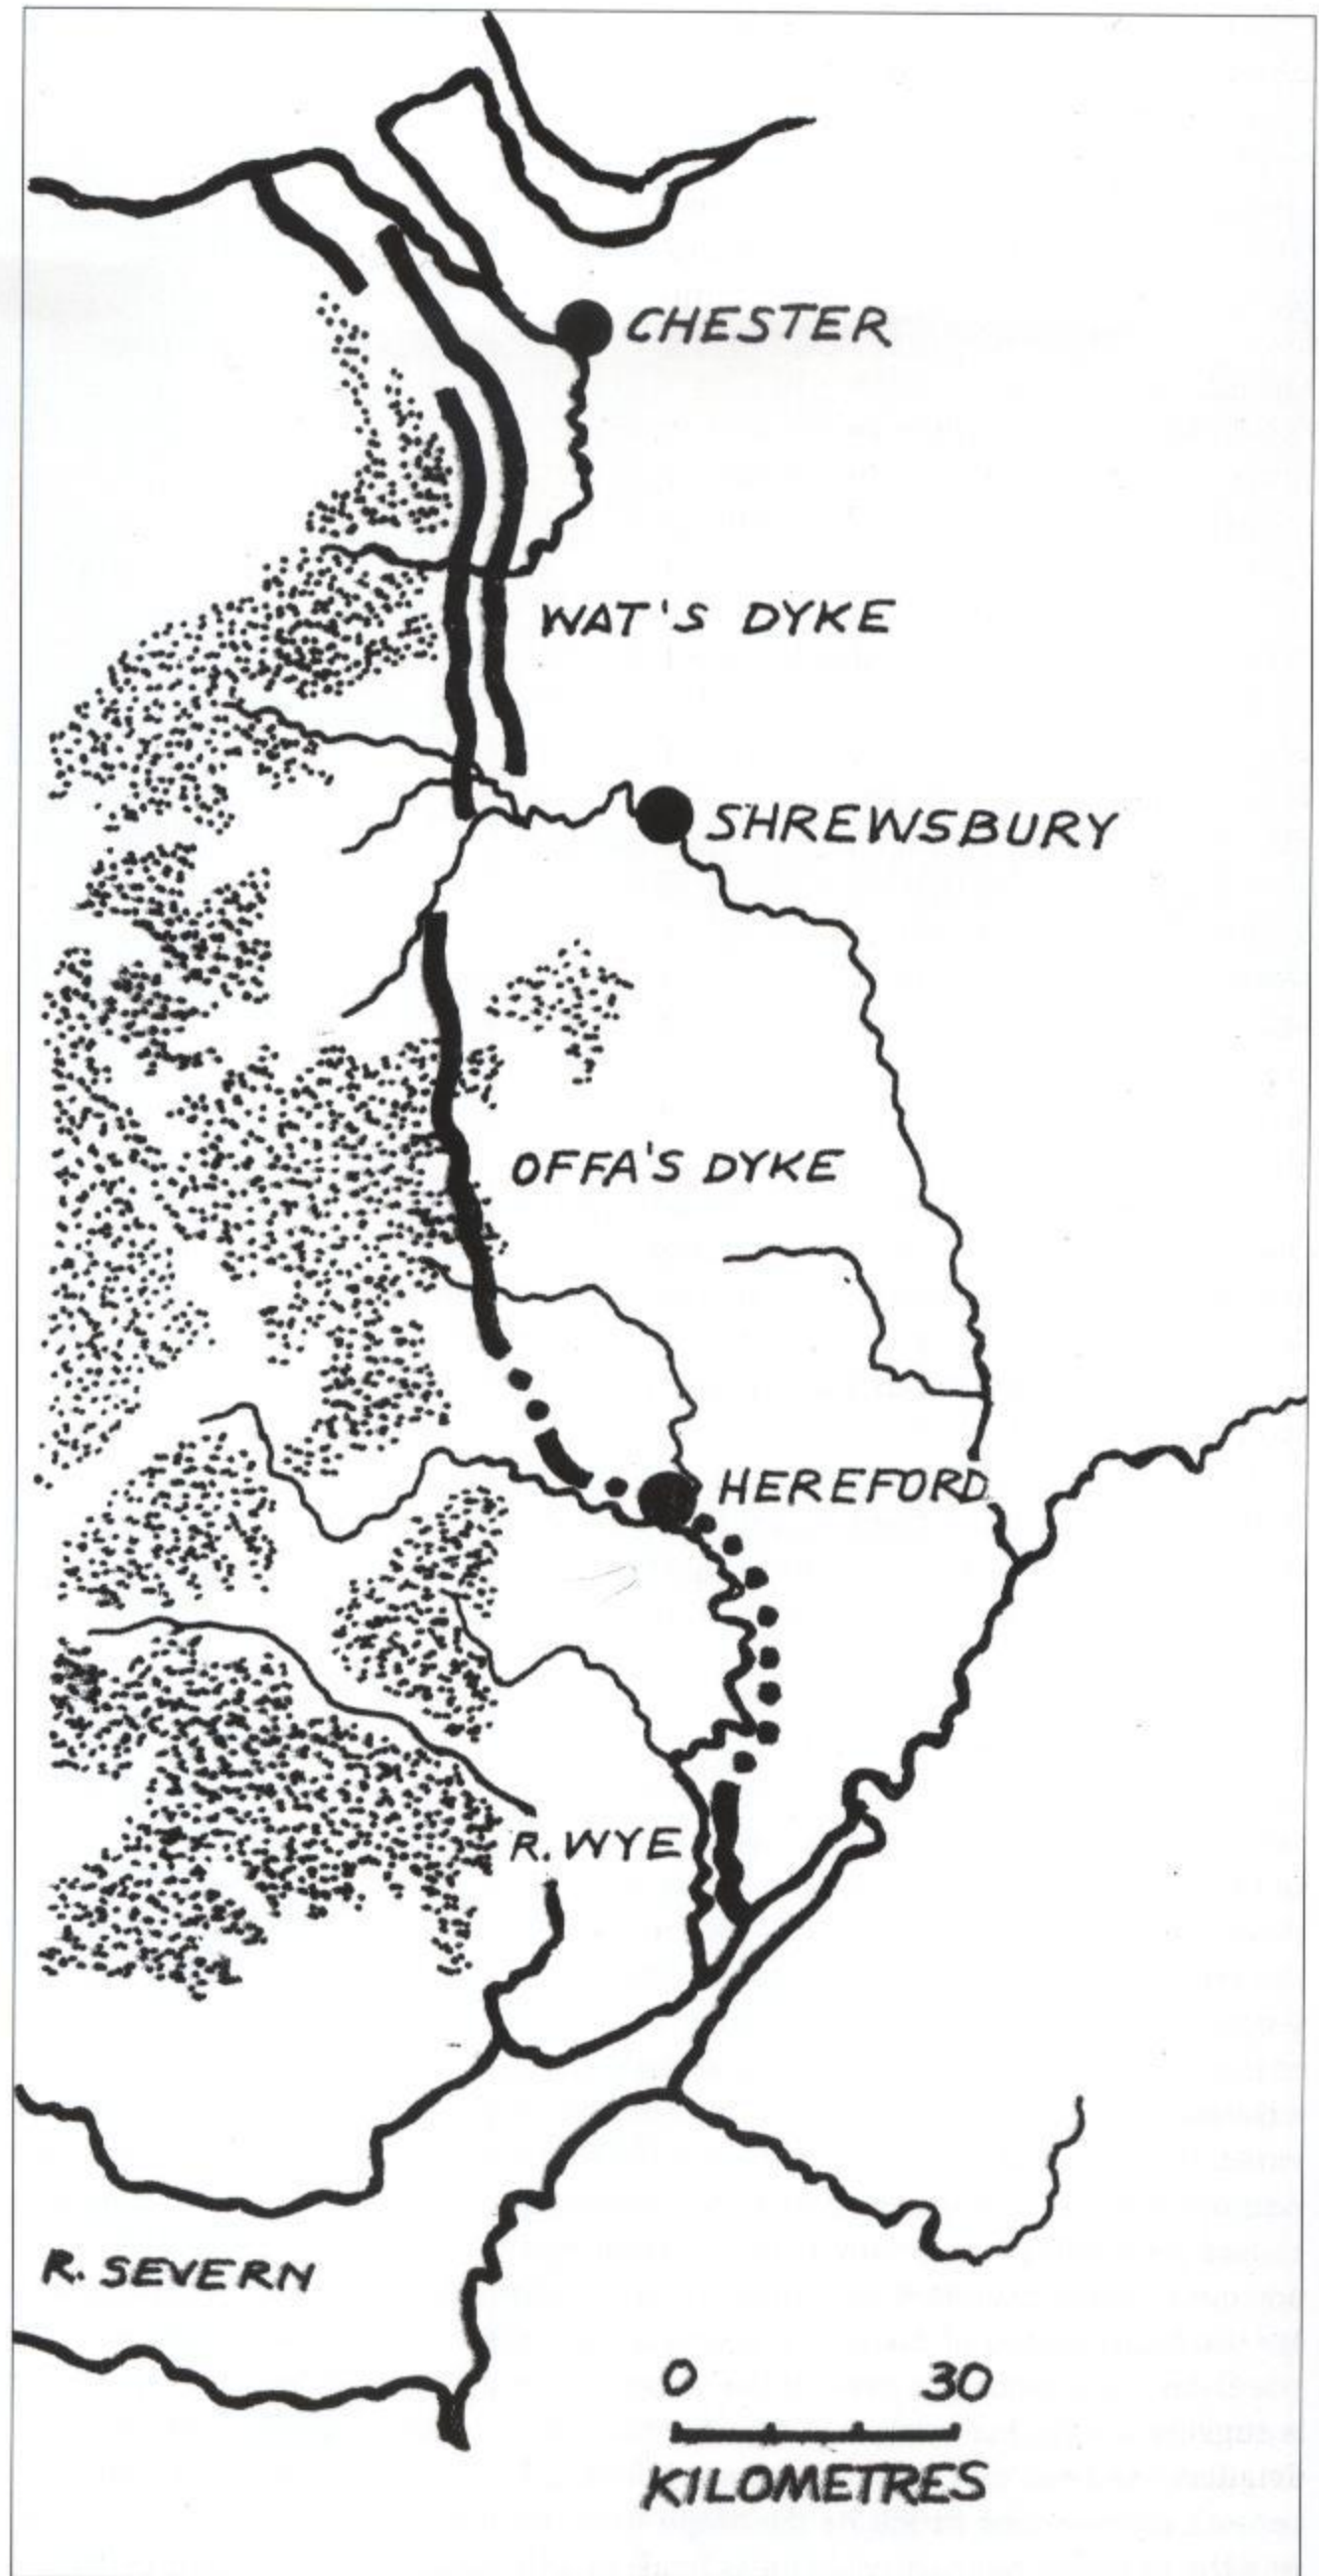 CHESTER
WAT'S DYKE
SHREWSBURY
OFFA'S DYKE
HEREFORD
R. WYE
R. SEVERN
0 30
KILOMETRES